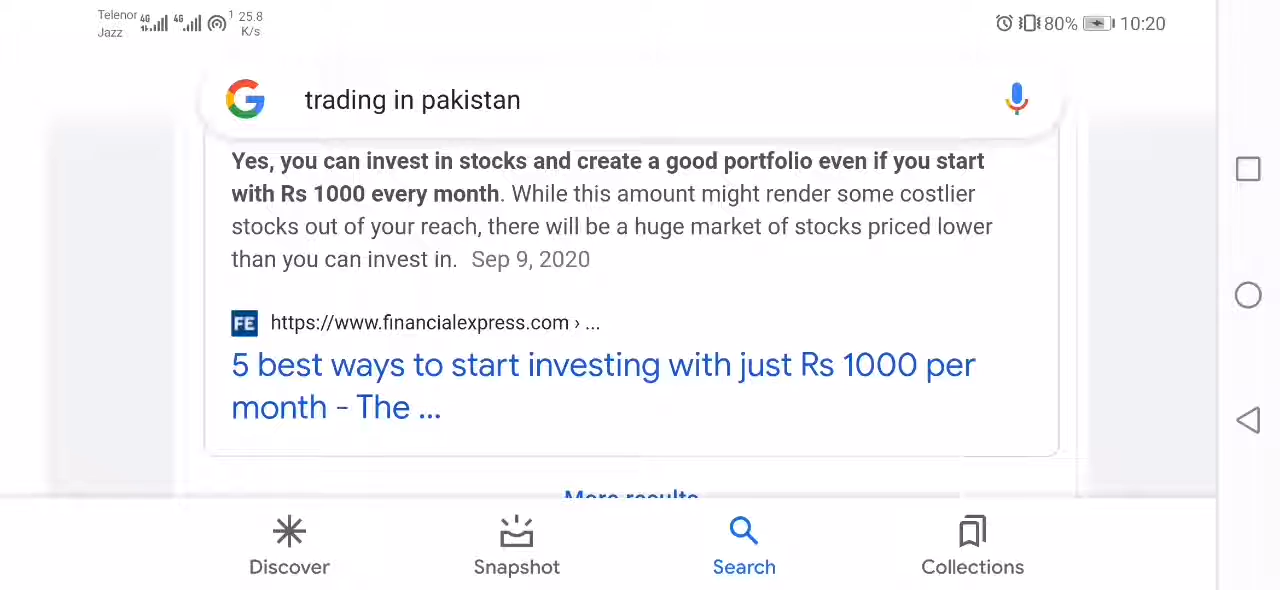 Telenor 4G 4G 1 25.8
Jazz K/s
80% 10:20
G trading in pakistan
Yes, you can invest in stocks and create a good portfolio even if you start
with Rs 1000 every month. While this amount might render some costlier
stocks out of your reach, there will be a huge market of stocks priced lower
than you can invest in. Sep 9, 2020
FE https://www.financialexpress.com › ...
5 best ways to start investing with just Rs 1000 per
month - The ...
More results
Discover Snapshot Search Collections